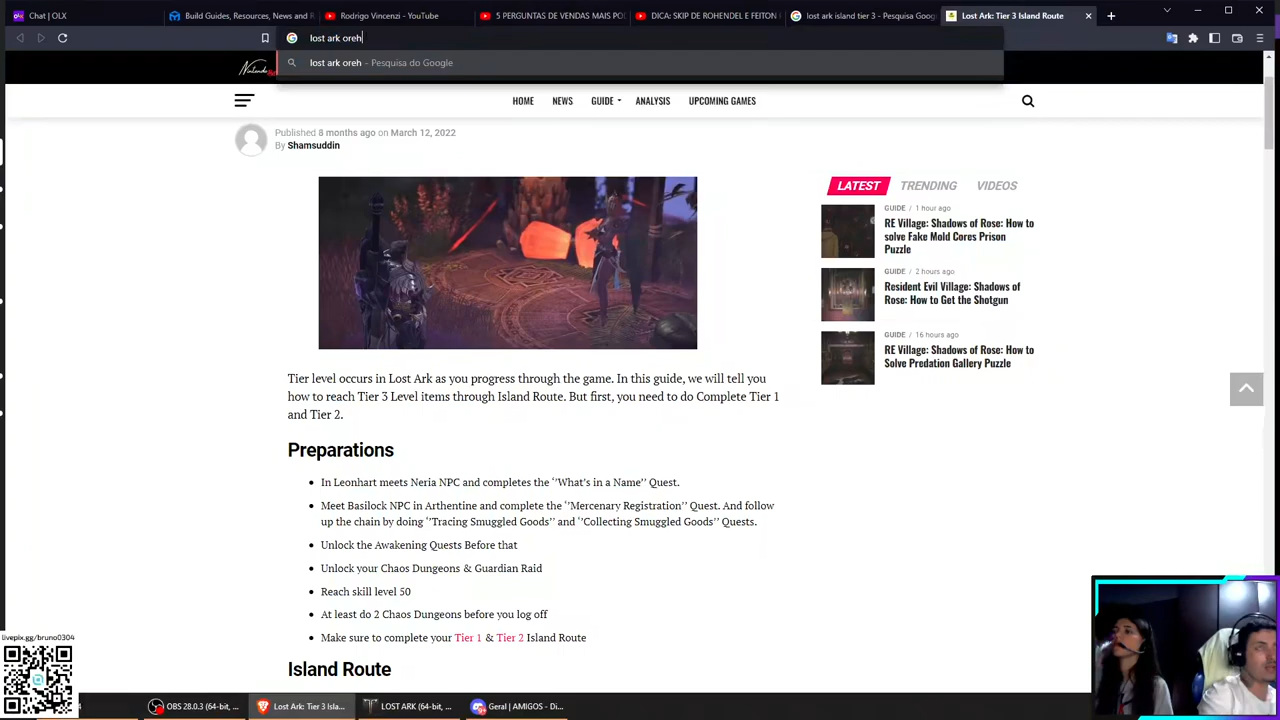 Chat | OLX
Build Guides, Resources, News and R
Rodrigo Vincenzi - YouTube
5 PERGUNTAS DE VENDAS MAIS PO
DICA: SKIP DE ROHENDEL E FEITON
lost ark island tier 3 - Pesquisa Goog
Lost Ark: Tier 3 Island Route
lost ark oreh
lost ark oreh – Pesquisa do Google
HOME
NEWS
GUIDE
ANALYSIS
UPCOMING GAMES
Published 8 months ago on March 12, 2022
By Shamsuddin
LATEST
TRENDING
VIDEOS
GUIDE / 1 hour ago
RE Village: Shadows of Rose: How to
solve Fake Mold Cores Prison
Puzzle
GUIDE / 2 hours ago
Resident Evil Village: Shadows of
Rose: How to Get the Shotgun
GUIDE / 16 hours ago
RE Village: Shadows of Rose: How to
Solve Predation Gallery Puzzle
Tier level occurs in Lost Ark as you progress through the game. In this guide, we will tell you
how to reach Tier 3 Level items through Island Route. But first, you need to do Complete Tier 1
and Tier 2.
Preparations
• In Leonhart meets Neria NPC and completes the ‘’What’s in a Name’’ Quest.
• Meet Basilock NPC in Arthentine and complete the ‘’Mercenary Registration’’ Quest. And follow
up the chain by doing ‘’Tracing Smuggled Goods’’ and ‘’Collecting Smuggled Goods’’ Quests.
• Unlock the Awakening Quests Before that
• Unlock your Chaos Dungeons & Guardian Raid
• Reach skill level 50
• At least do 2 Chaos Dungeons before you log off
• Make sure to complete your Tier 1 & Tier 2 Island Route
Island Route
livepix.gg/bruno0304
OBS 28.0.3 (64-bit, ...
Lost Ark: Tier 3 Isla...
LOST ARK (64-bit, ...
Geral | AMIGOS - Di...